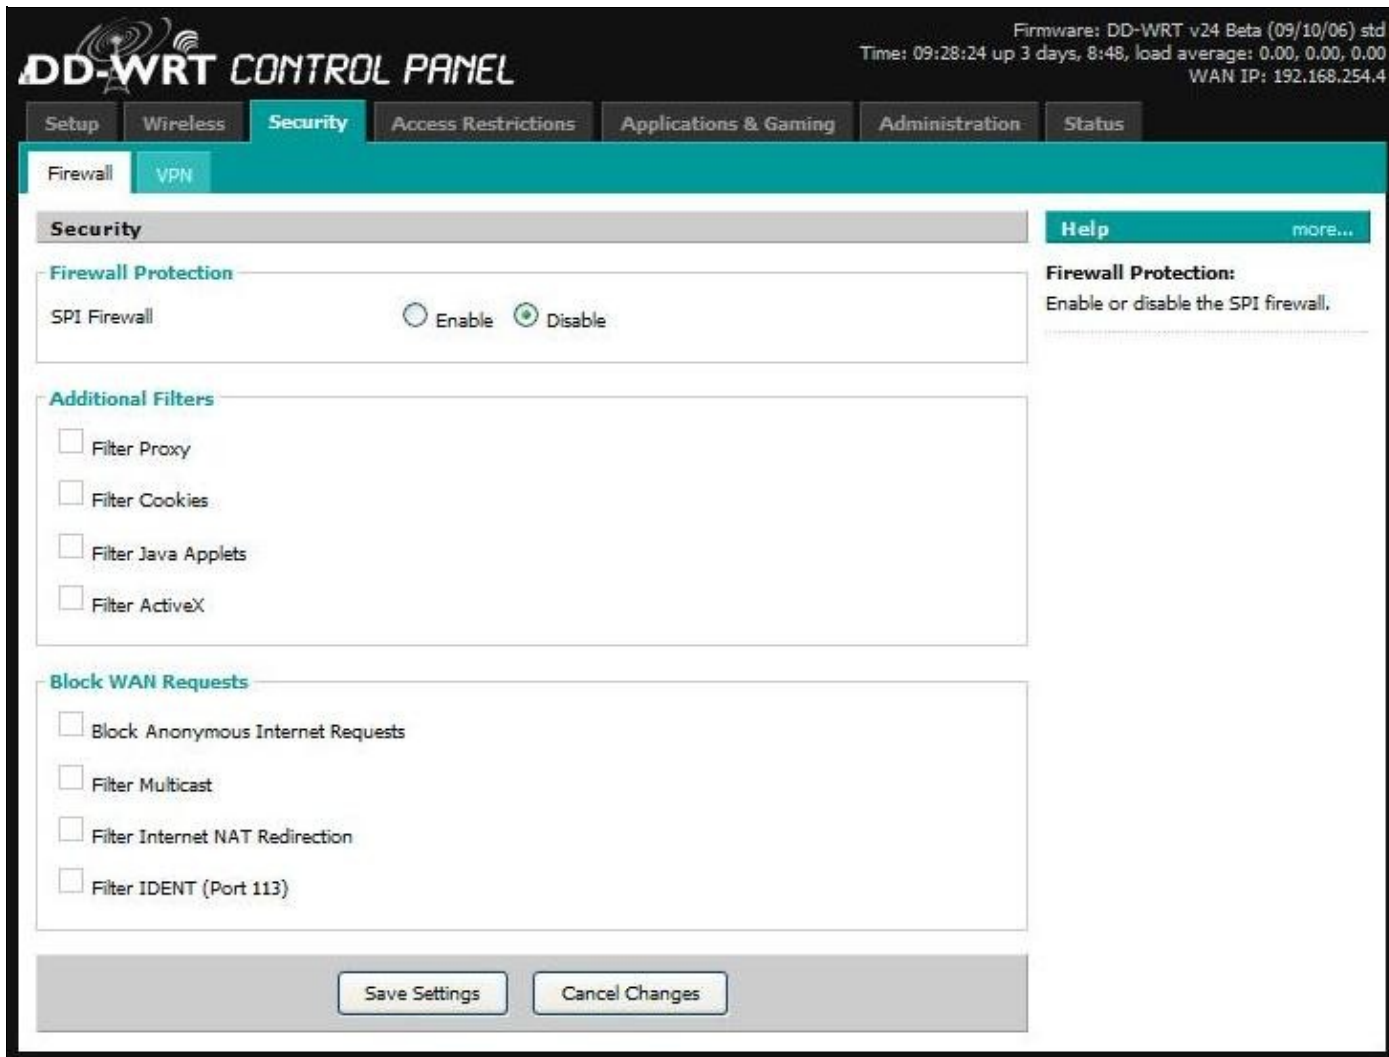 Firmware: DD-WRT v24 Beta (09/10/06) std
Time: 09:28:24 up 3 days, 8:48, load average: 0.00, 0.00, 0.00
WAN IP: 192.168.254.4
DD-WRT CONTROL PANEL
Setup Wireless Security Access Restrictions Applications & Gaming Administration Status
Firewall VPN
Security
Firewall Protection
SPI Firewall Enable Disable
Additional Filters
Filter Proxy
Filter Cookies
Filter Java Applets
Filter ActiveX
Block WAN Requests
Block Anonymous Internet Requests
Filter Multicast
Filter Internet NAT Redirection
Filter IDENT (Port 113)
Save Settings Cancel Changes
Help more...
Firewall Protection:
Enable or disable the SPI firewall.